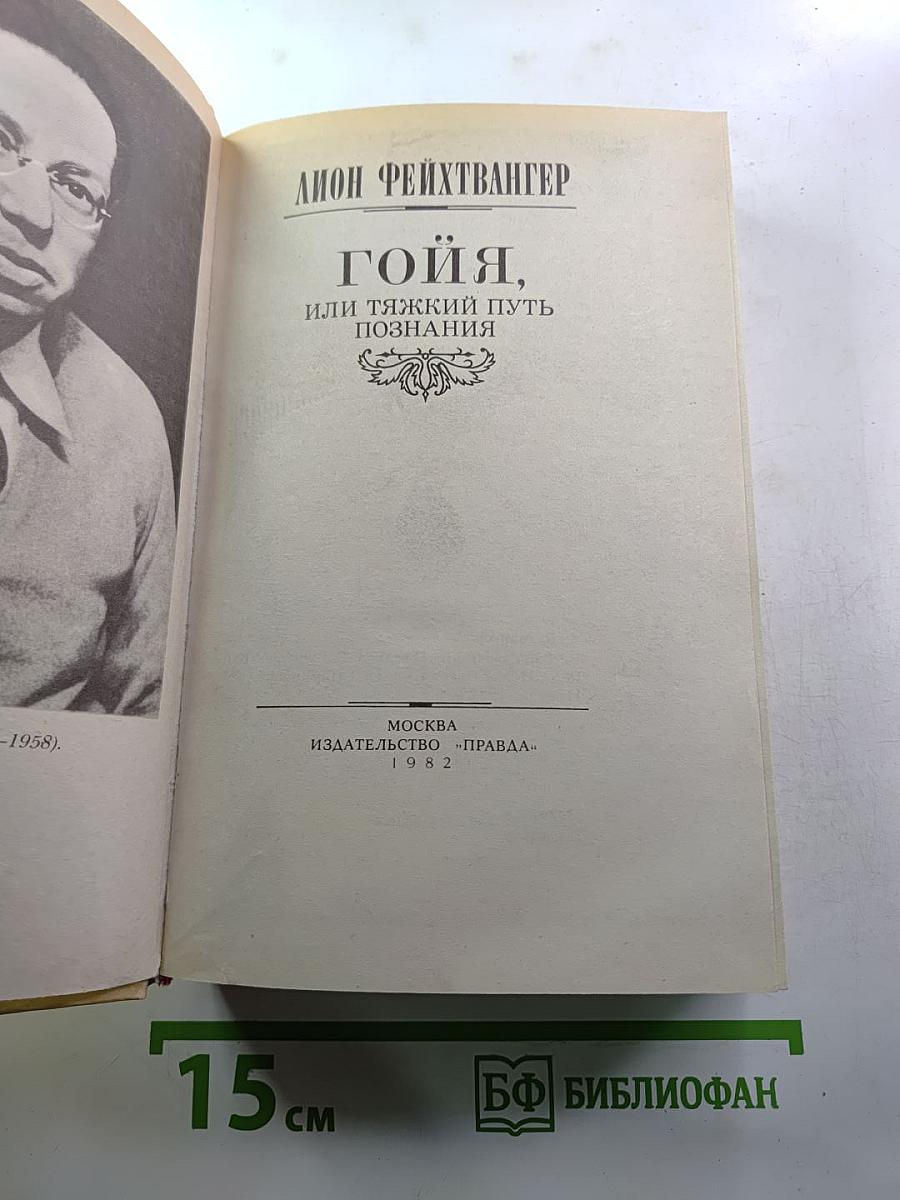 ЛИОН ФЕЙХТВАНГЕР
ГОЙЯ,
ИЛИ ТЯЖКИЙ ПУТЬ
ПОЗНАНИЯ
МОСКВА
ИЗДАТЕЛЬСТВО „ПРАВДА“
1982
–1958).
15 см
БФ БИБЛИОФАН